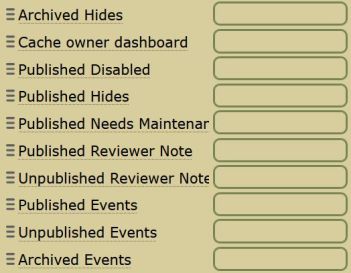 Archived Hides
Cache owner dashboard
Published Disabled
Published Hides
Published Needs Maintenan
Published Reviewer Note
Unpublished Reviewer Note
Published Events
Unpublished Events
Archived Events